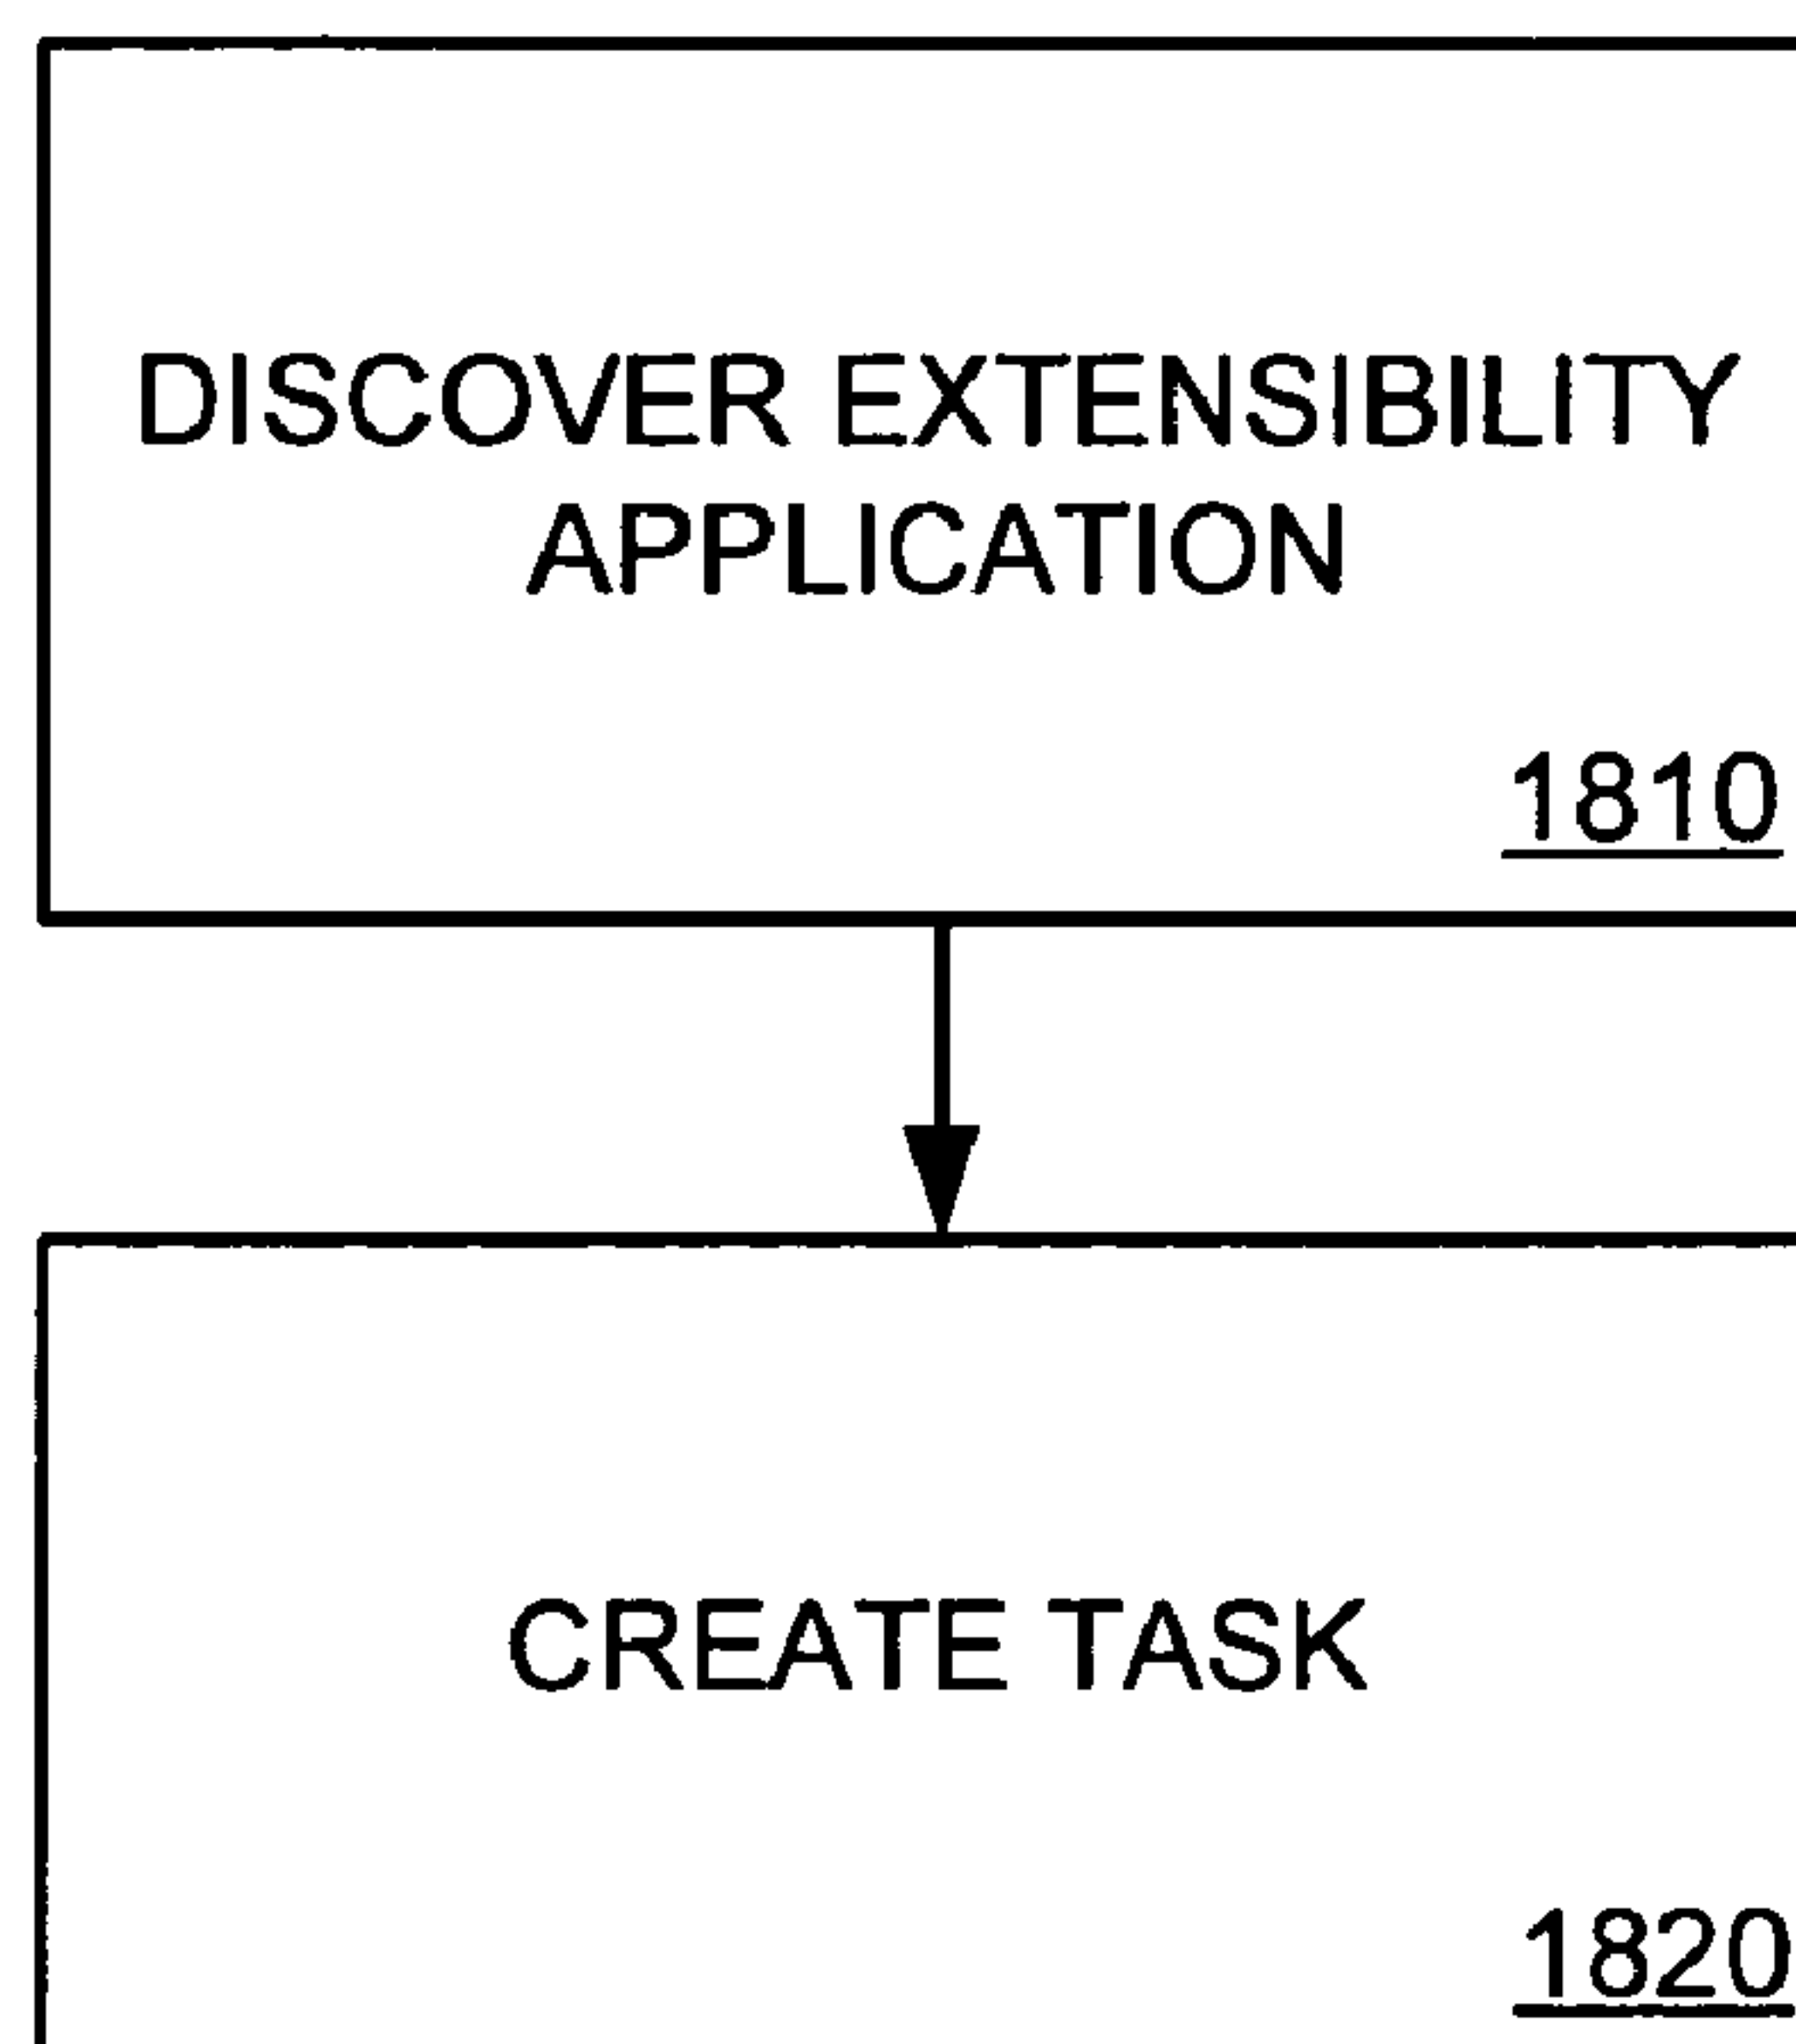 DISCOVER EXTENSIBILITY
APPLICATION
1810
CREATE TASK
1820